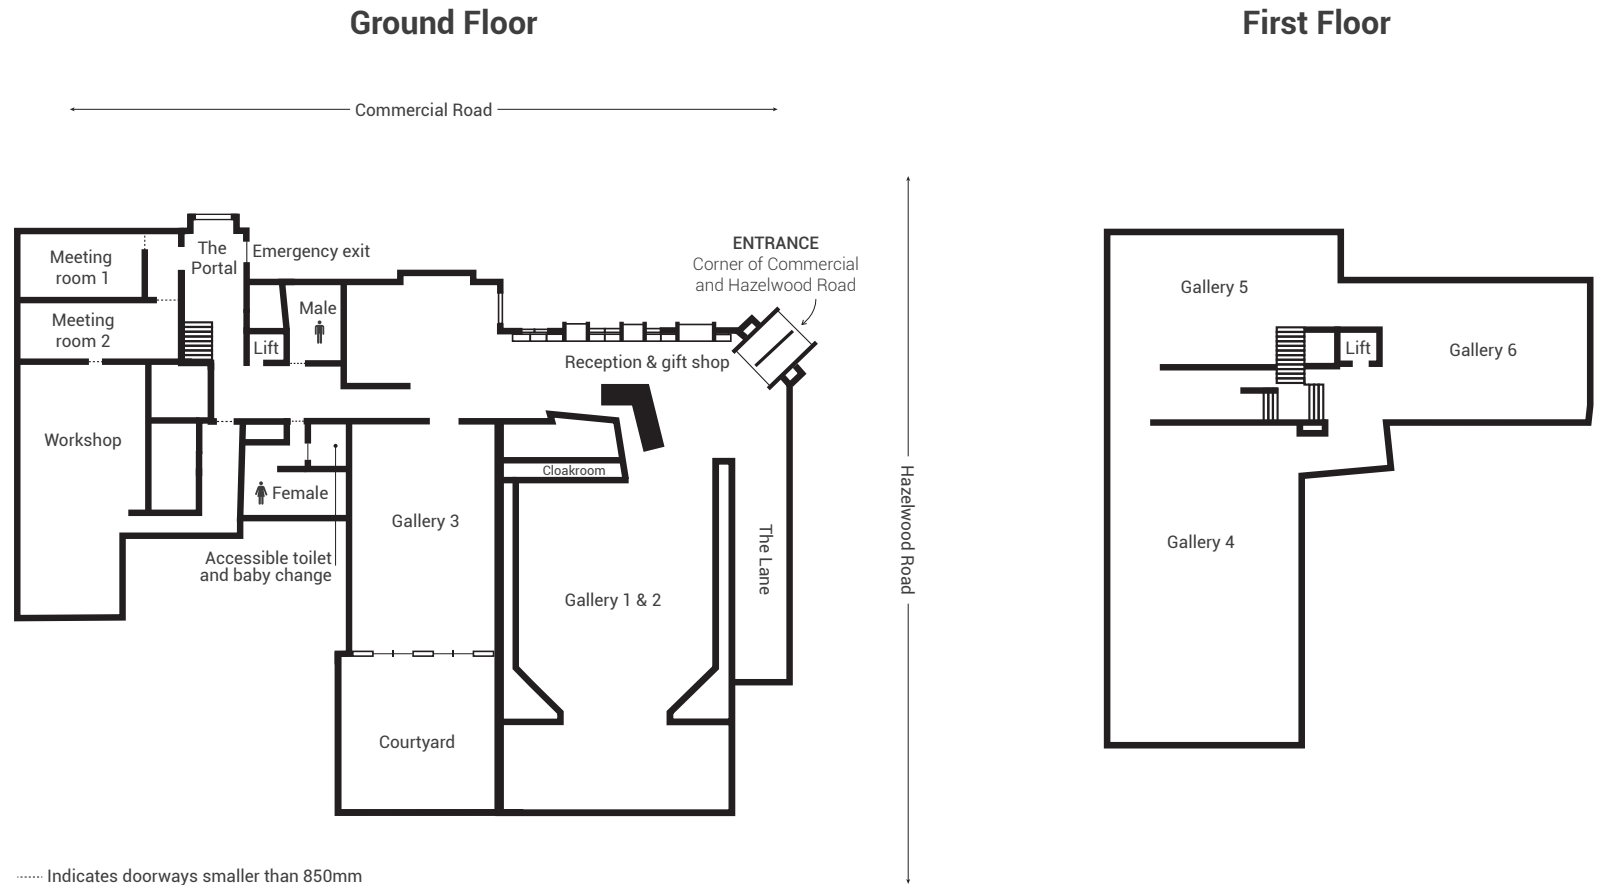 Ground Floor
First Floor
Commercial Road
ENTRANCE
Corner of Commercial
and Hazelwood Road
The
Portal
Emergency exit
Meeting
room 1
Male
Meeting
room 2
Lift
Reception & gift shop
Workshop
Cloakroom
Female
Gallery 3
Accessible toilet
and baby change
Gallery 1 & 2
The Lane
Courtyard
Hazelwood Road
Gallery 5
Lift
Gallery 6
Gallery 4
Indicates doorways smaller than 850mm